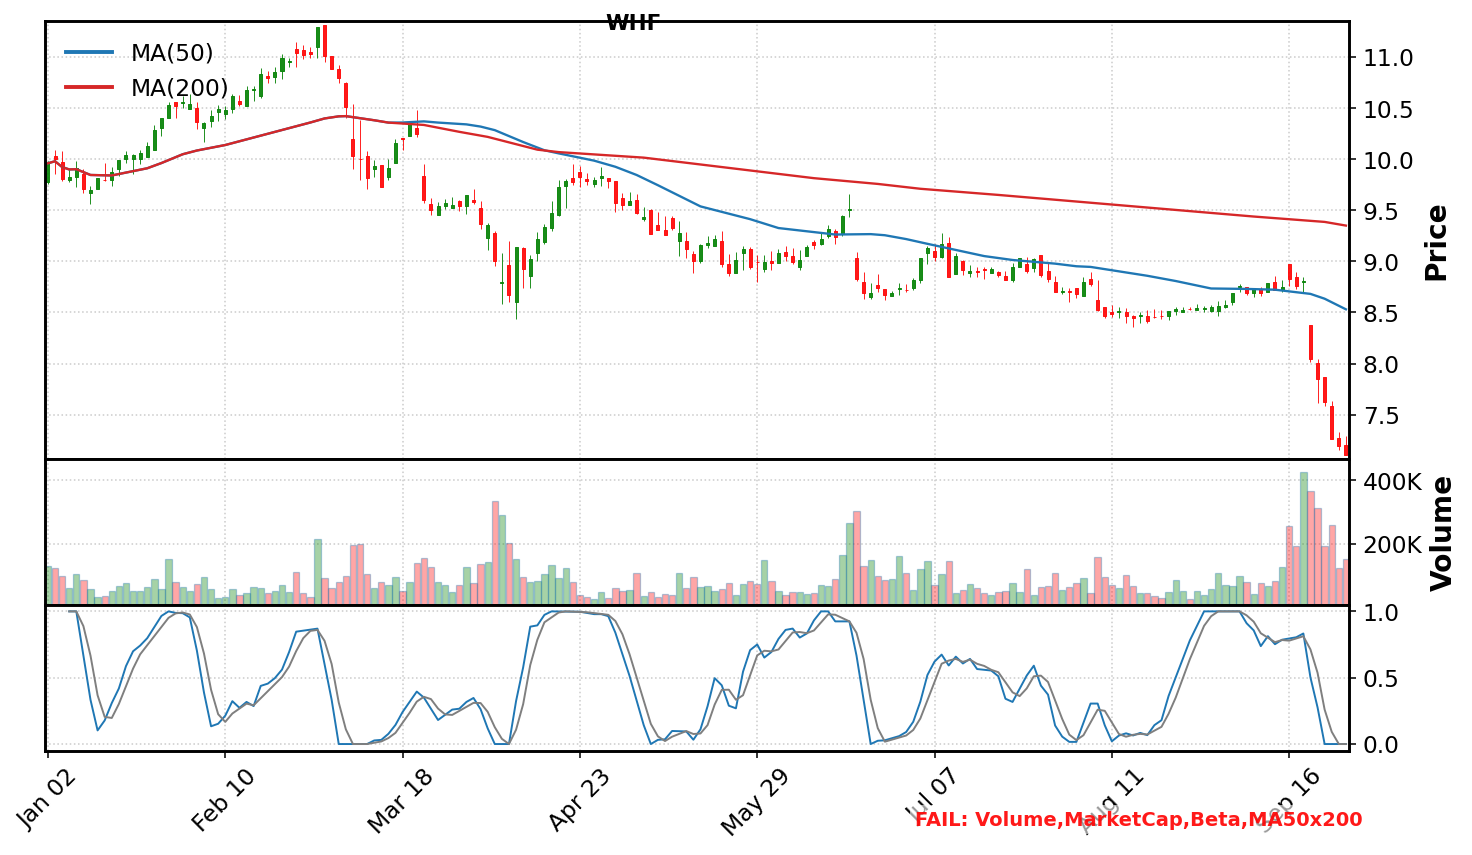 WHF
MA(50)
MA(200)
11.0
10.5
10.0
9.5
9.0
8.5
8.0
7.5
Price
400K
200K
Volume
1.0
0.5
0.0
Jan 02
Feb 10
Mar 18
Apr 23
May 29
Jul 07
Aug 11
Sep 16
FAIL: Volume,MarketCap,Beta,MA50x200